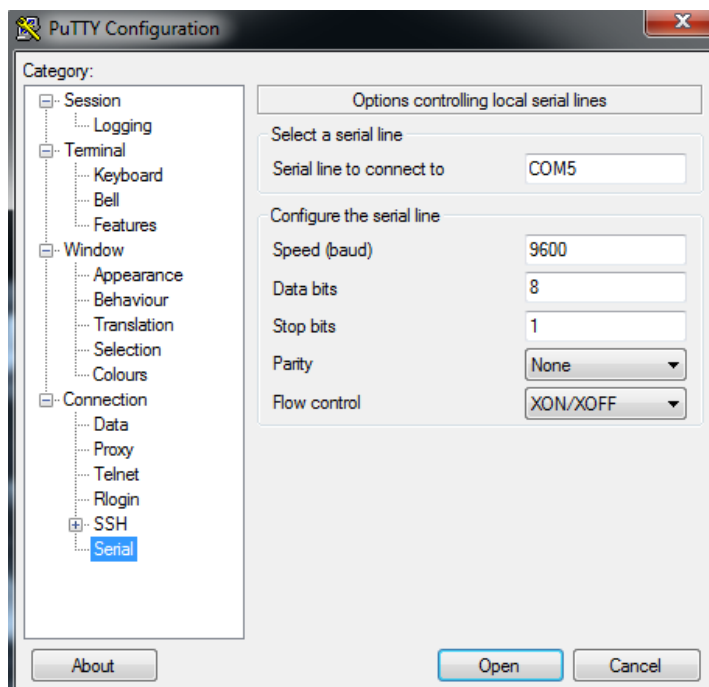 PuTTY Configuration
Category:
Session
Logging
Terminal
Keyboard
Bell
Features
Window
Appearance
Behaviour
Translation
Selection
Colours
Connection
Data
Proxy
Telnet
Rlogin
SSH
Serial
Options controlling local serial lines
Select a serial line
Serial line to connect to COM5
Configure the serial line
Speed (baud) 9600
Data bits 8
Stop bits 1
Parity None
Flow control XON/XOFF
About Open Cancel